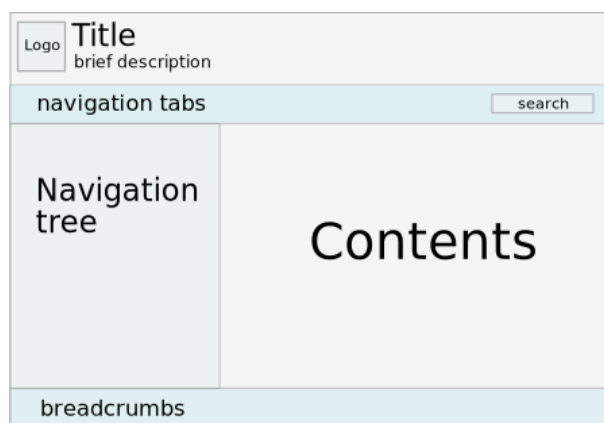 Logo
Title
brief description
navigation tabs
search
Navigation
tree
Contents
breadcrumbs